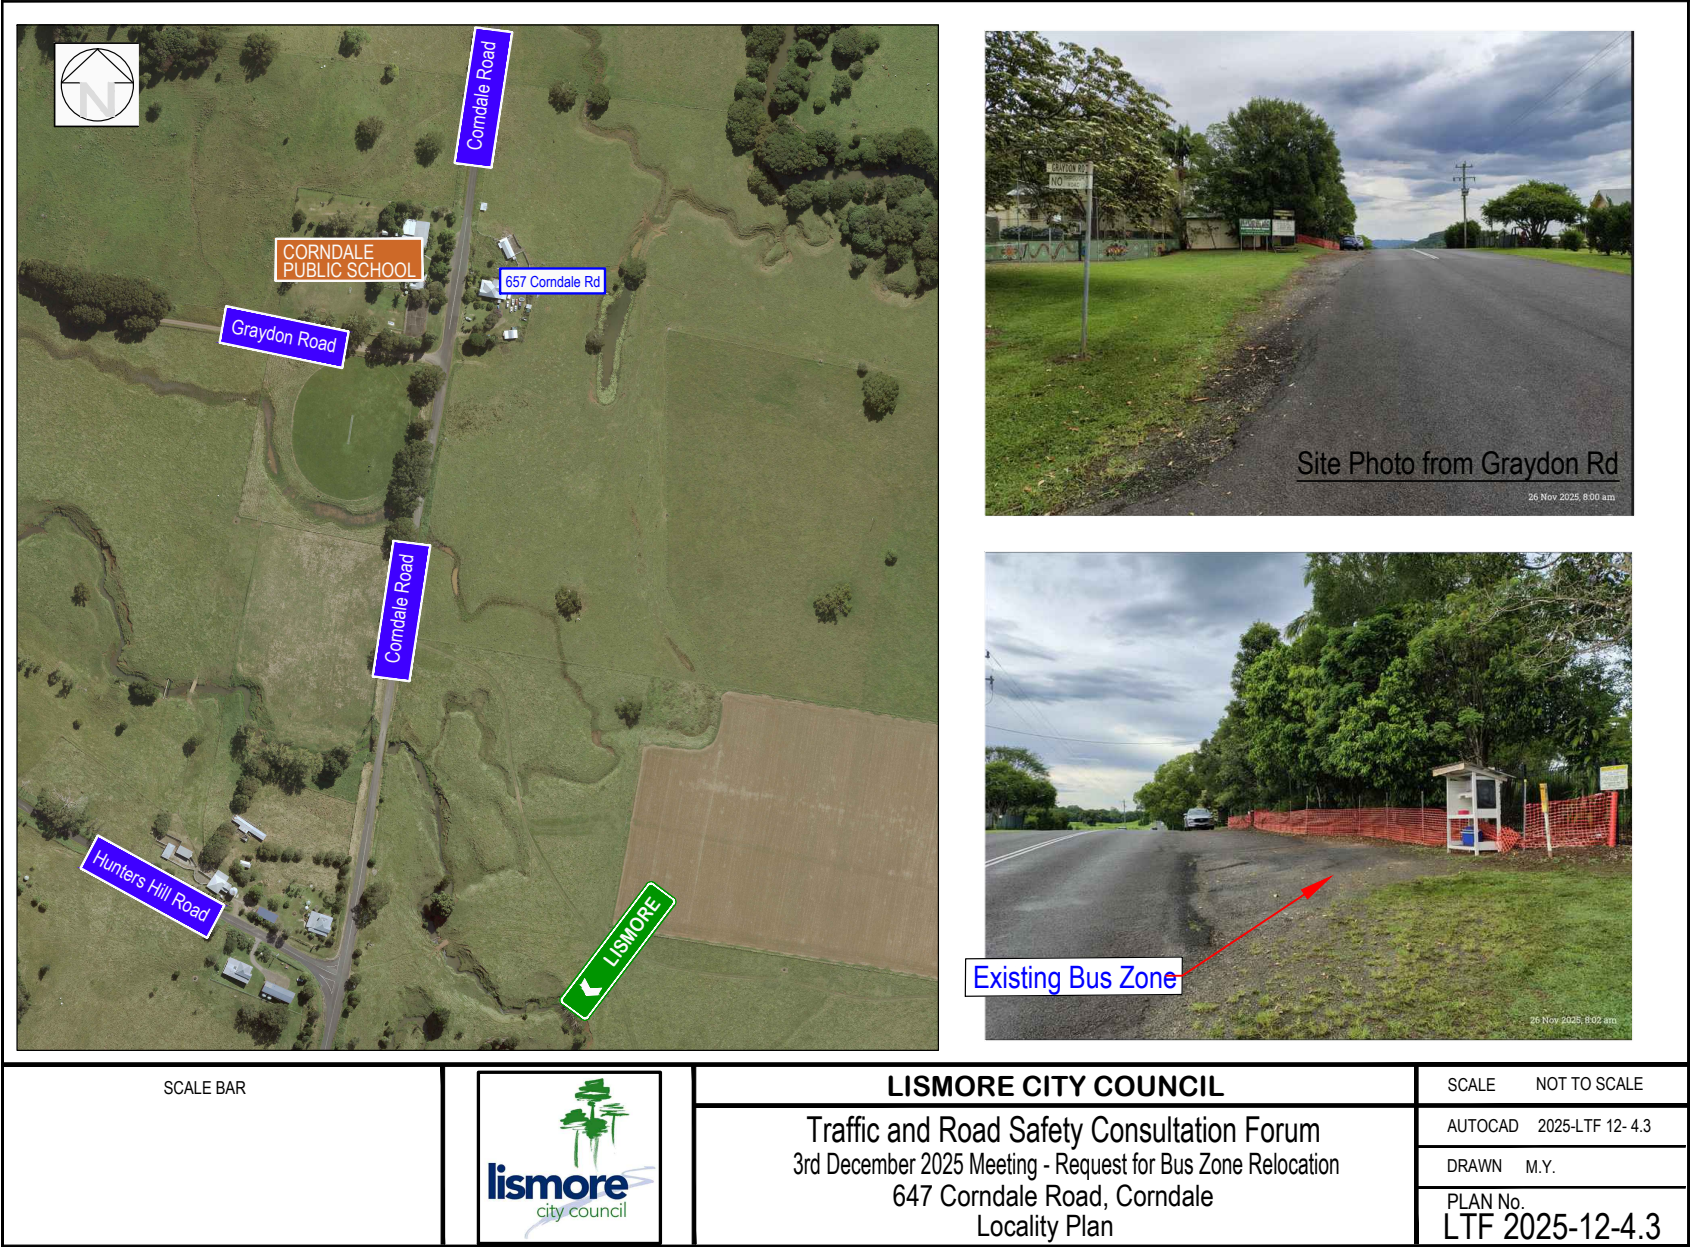 N
Corndale Road
CORNDALE
PUBLIC SCHOOL
657 Corndale Rd
Graydon Road
Corndale Road
Hunters Hill Road
LISMORE
GRAYDON RD
NO
ROAD
Site Photo from Graydon Rd
26 Nov 2025, 8:00 am
Existing Bus Zone
26 Nov 2025, 8:02 am
SCALE BAR
lismore
city council
LISMORE CITY COUNCIL
Traffic and Road Safety Consultation Forum
3rd December 2025 Meeting - Request for Bus Zone Relocation
647 Corndale Road, Corndale
Locality Plan
SCALE NOT TO SCALE
AUTOCAD 2025-LTF 12- 4.3
DRAWN M.Y.
PLAN No.
LTF 2025-12-4.3